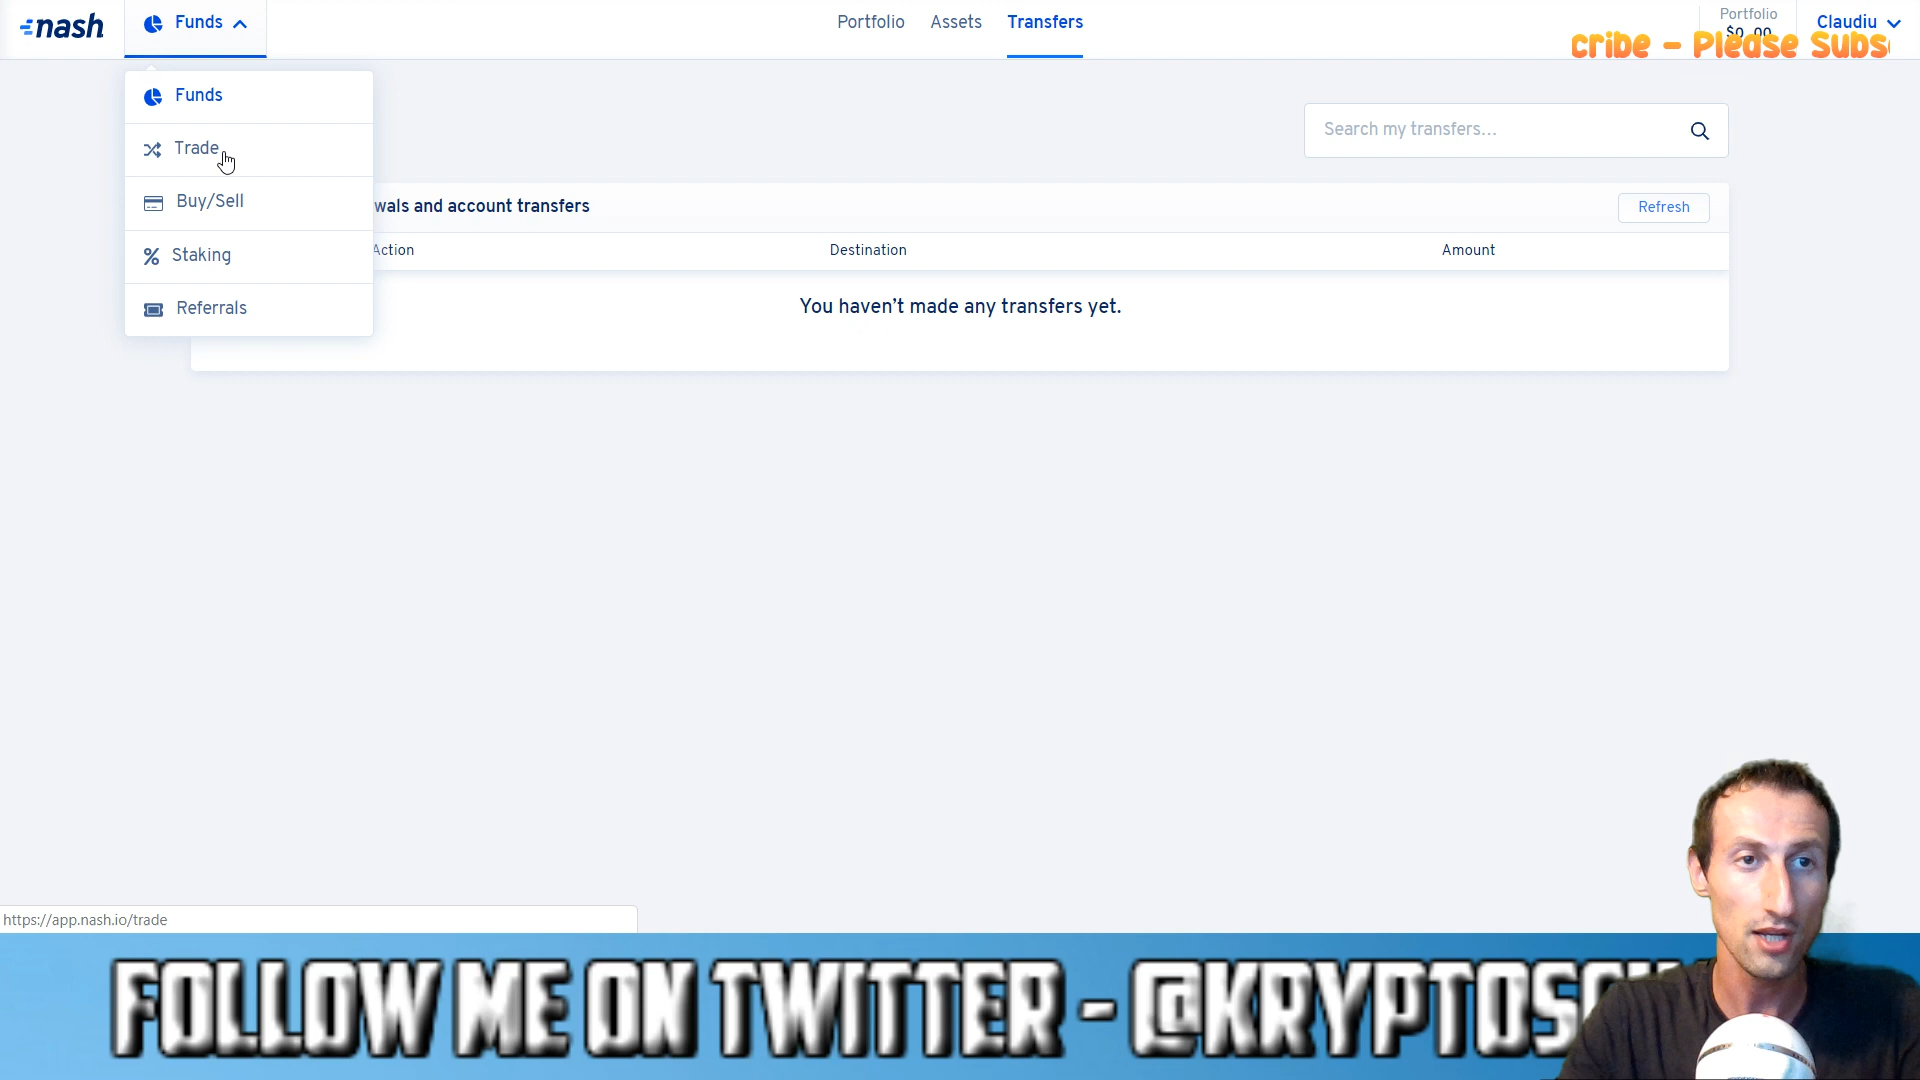 nash
Funds
Portfolio Assets Transfers
Portfolio
Claudiu
cribe - Please Subs
Funds
Trade
Buy/Sell
Staking
Referrals
Search my transfers...
wals and account transfers
Refresh
Action Destination Amount
You haven't made any transfers yet.
https://app.nash.io/trade
FOLLOW ME ON TWITTER - @KRYPTOS